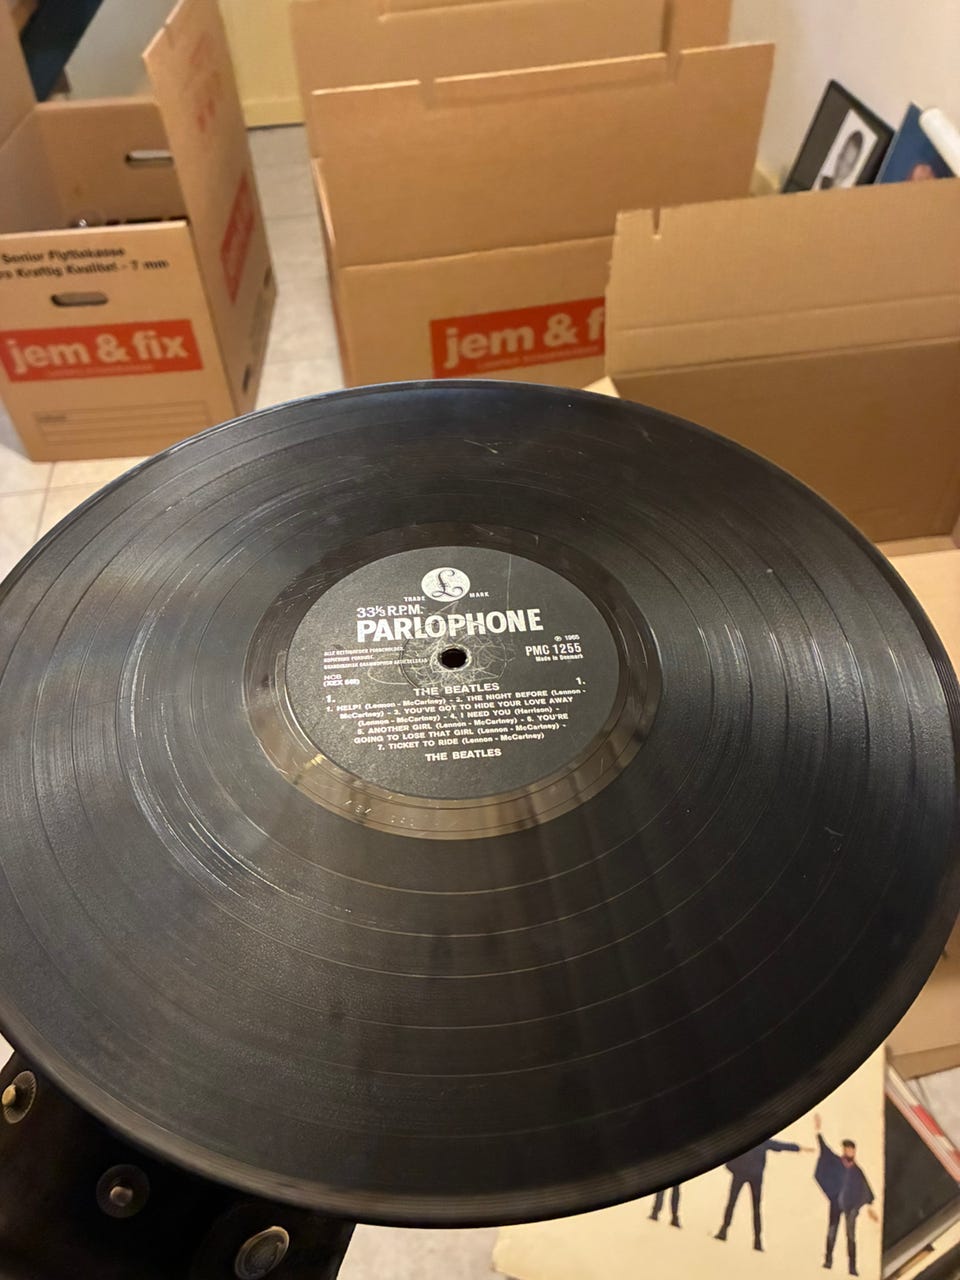 Senior Flyttekasse
Kraftig Kvalitet - 7 mm
jem & fix
jem & f
TRADE MARK
33⅓ R.P.M.
PARLOPHONE
℗ 1965
PMC 1255
Made in Denmark
NCB
THE BEATLES
1. 1.
1. HELP! (Lennon - McCartney) - 2. THE NIGHT BEFORE (Lennon -
McCartney) - 3. YOU'VE GOT TO HIDE YOUR LOVE AWAY
(Lennon - McCartney) - 4. I NEED YOU (Harrison) -
5. ANOTHER GIRL (Lennon - McCartney) - 6. YOU'RE
GOING TO LOSE THAT GIRL (Lennon - McCartney) -
7. TICKET TO RIDE (Lennon - McCartney)
THE BEATLES